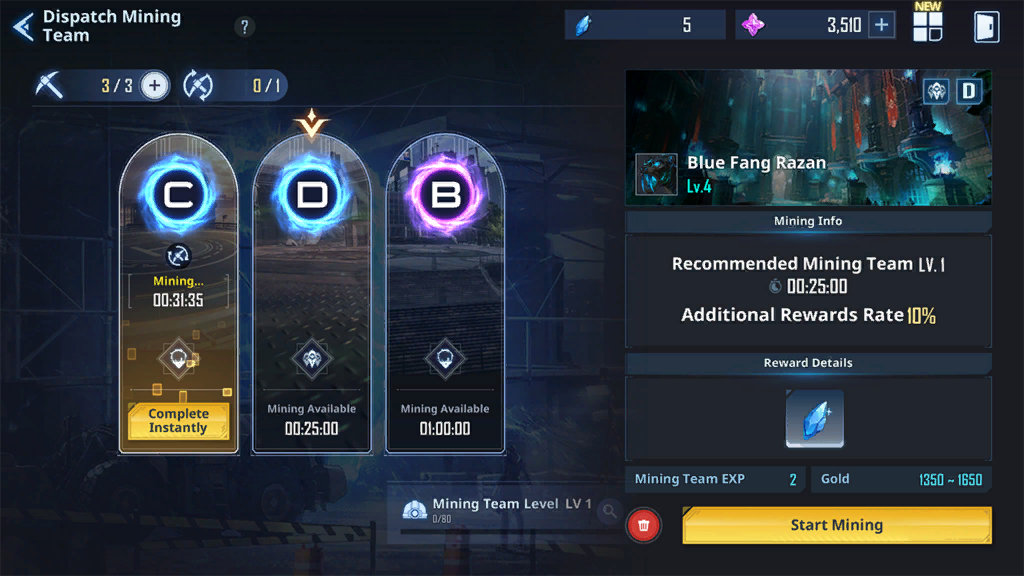 Dispatch Mining
Team
?
5
3,510
NEW
3/3
0/1
C
Mining...
00:31:35
Complete
Instantly
D
Mining Available
00:25:00
B
Mining Available
01:00:00
Mining Team Level LV 1
0/80
D
Blue Fang Razan
Lv.4
Mining Info
Recommended Mining Team LV.1
00:25:00
Additional Rewards Rate 10%
Reward Details
Mining Team EXP 2
Gold 1350 ~ 1650
Start Mining